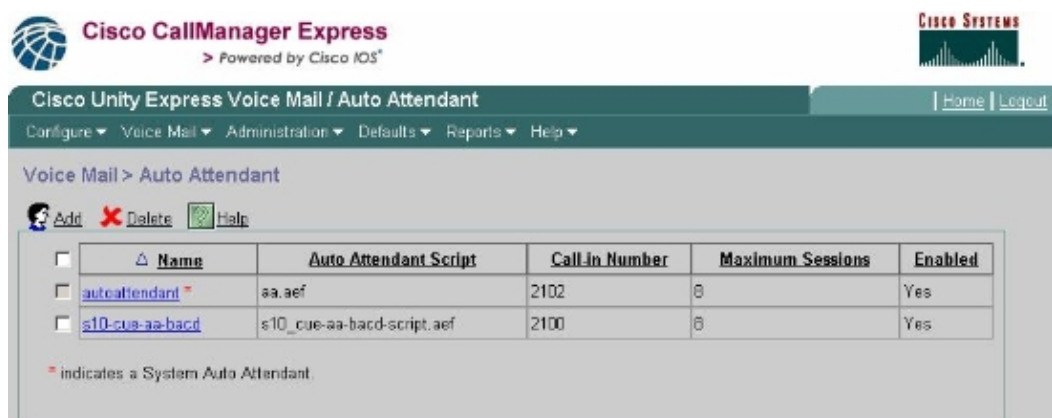 Cisco CallManager Express
> Powered by Cisco IOS®
CISCO SYSTEMS
Cisco Unity Express Voice Mail / Auto Attendant
| Home | Logout
Configure Voice Mail Administration Defaults Reports Help
Voice Mail > Auto Attendant
Add Delete Help
Name Auto Attendant Script Call-in Number Maximum Sessions Enabled
autoattendant * aa.aef 2102 8 Yes
s10-cue-aa-bacd s10_cue-aa-bacd-script.aef 2100 8 Yes
* indicates a System Auto Attendant.